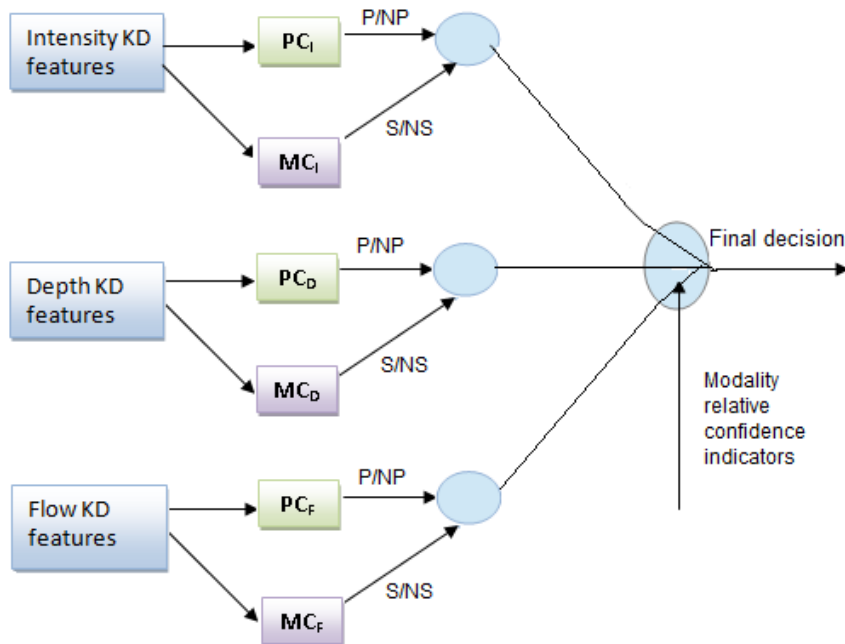 Intensity KD
features
PC_I
P/NP
MC_I
S/NS
Depth KD
features
PC_D
P/NP
MC_D
S/NS
Final decision
Modality
relative
confidence
indicators
Flow KD
features
PC_F
P/NP
MC_F
S/NS